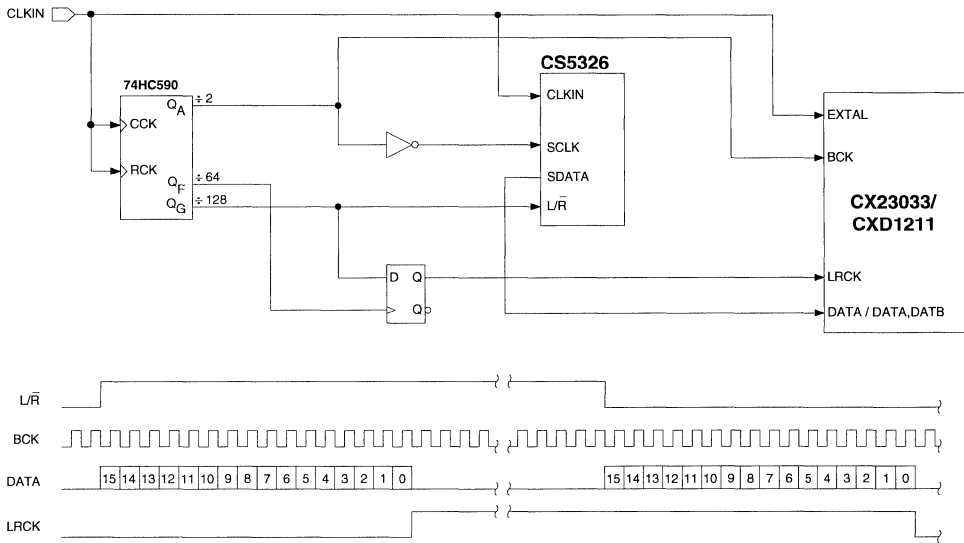 CLKIN
74HC590
CCK
RCK
QA ÷ 2
QF ÷ 64
QG ÷ 128
D Q
Q
CS5326
CLKIN
SCLK
SDATA
L/R̅
EXTAL
BCK
CX23033/
CXD1211
LRCK
DATA / DATA,DATB
L/R̅
BCK
DATA
15 14 13 12 11 10 9 8 7 6 5 4 3 2 1 0
15 14 13 12 11 10 9 8 7 6 5 4 3 2 1 0
LRCK